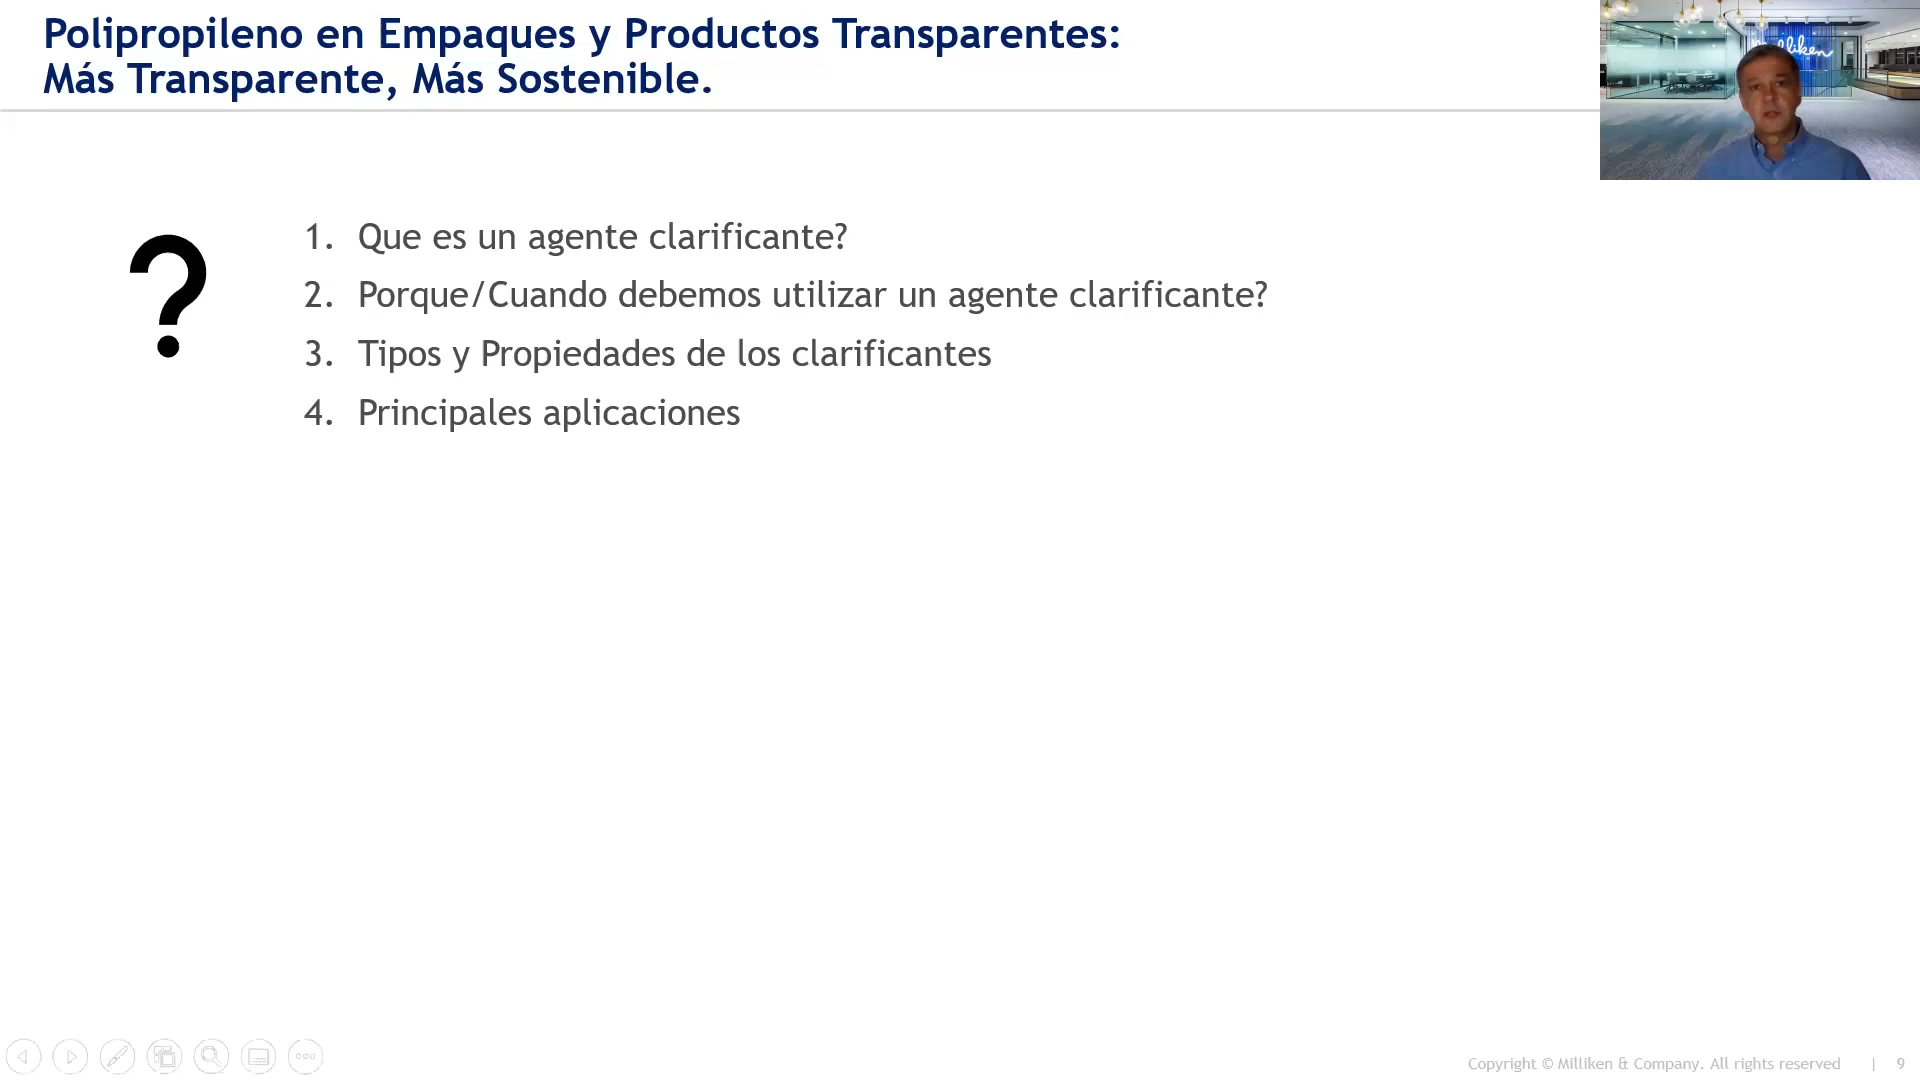 Polipropileno en Empaques y Productos Transparentes:
Más Transparente, Más Sostenible.
Milliken
?
1. Que es un agente clarificante?
2. Porque/Cuando debemos utilizar un agente clarificante?
3. Tipos y Propiedades de los clarificantes
4. Principales aplicaciones
Copyright © Milliken & Company. All rights reserved | 9